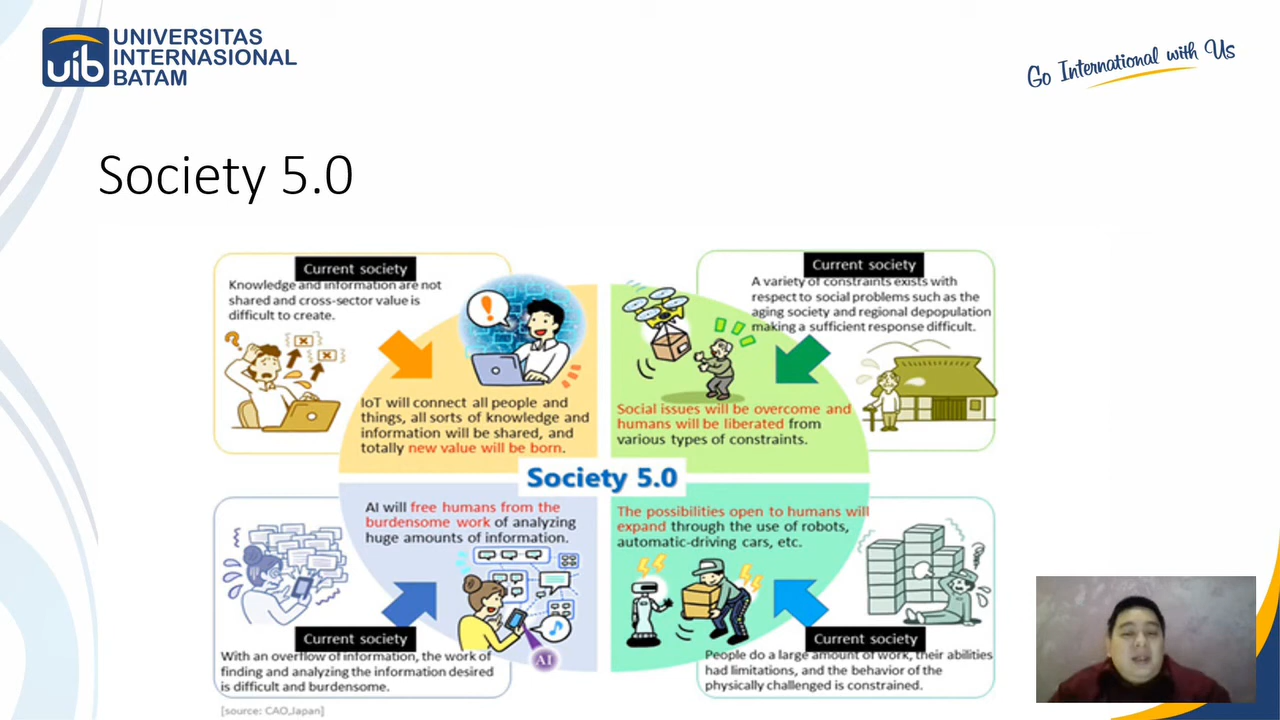 UNIVERSITAS
INTERNASIONAL
BATAM
uib
Go International with Us
Society 5.0
Current society
Knowledge and information are not
shared and cross-sector value is
difficult to create.
Current society
A variety of constraints exists with
respect to social problems such as the
aging society and regional depopulation
making a sufficient response difficult.
IoT will connect all people and
things, all sorts of knowledge and
information will be shared, and
totally new value will be born.
Social issues will be overcome and
humans will be liberated from
various types of constraints.
Society 5.0
AI will free humans from the
burdensome work of analyzing
huge amounts of information.
The possibilities open to humans will
expand through the use of robots,
automatic-driving cars, etc.
AI
Current society
With an overflow of information, the work of
finding and analyzing the information desired
is difficult and burdensome.
Current society
People do a large amount of work, their abilities
had limitations, and the behavior of the
physically challenged is constrained.
[source: CAO,Japan]